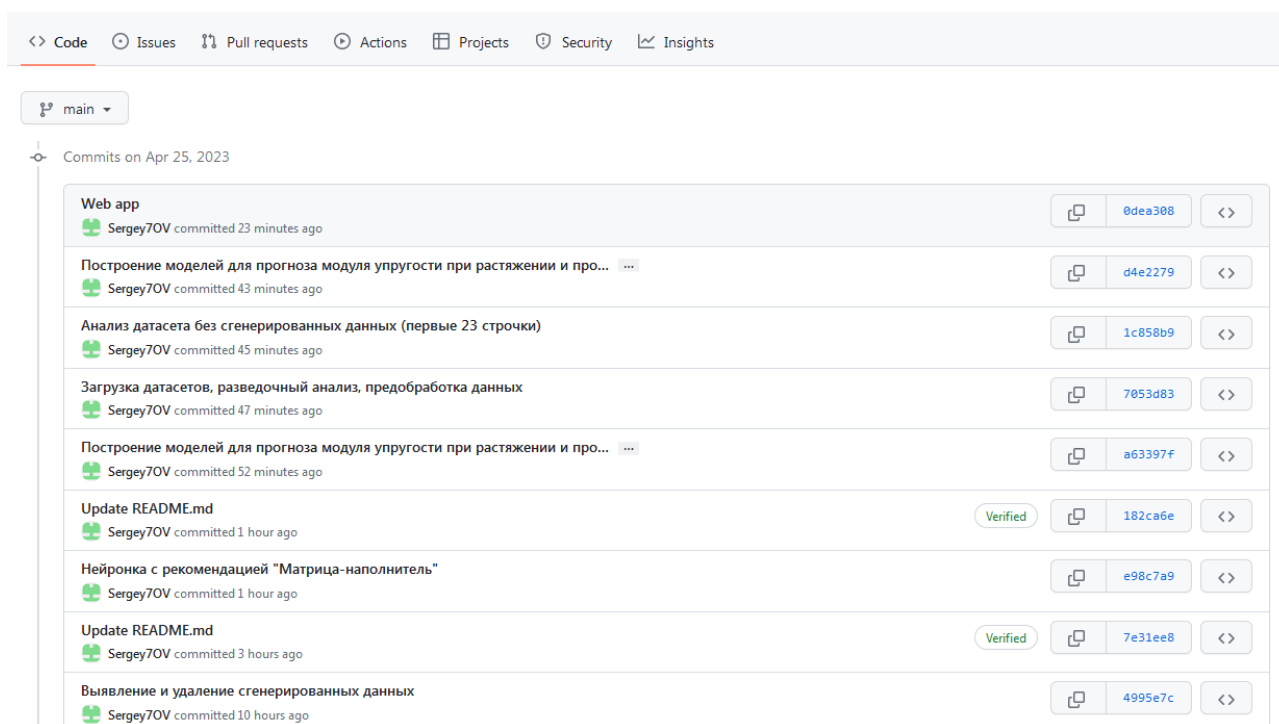 Code Issues Pull requests Actions Projects Security Insights
main
Commits on Apr 25, 2023
Web app
Sergey7OV committed 23 minutes ago
0dea308
Построение моделей для прогноза модуля упругости при растяжении и про... ...
Sergey7OV committed 43 minutes ago
d4e2279
Анализ датасета без сгенерированных данных (первые 23 строчки)
Sergey7OV committed 45 minutes ago
1c858b9
Загрузка датасетов, разведочный анализ, предобработка данных
Sergey7OV committed 47 minutes ago
7053d83
Построение моделей для прогноза модуля упругости при растяжении и про... ...
Sergey7OV committed 52 minutes ago
a63397f
Update README.md
Sergey7OV committed 1 hour ago
Verified 182ca6e
Нейронка с рекомендацией "Матрица-наполнитель"
Sergey7OV committed 1 hour ago
e98c7a9
Update README.md
Sergey7OV committed 3 hours ago
Verified 7e31ee8
Выявление и удаление сгенерированных данных
Sergey7OV committed 10 hours ago
4995e7c